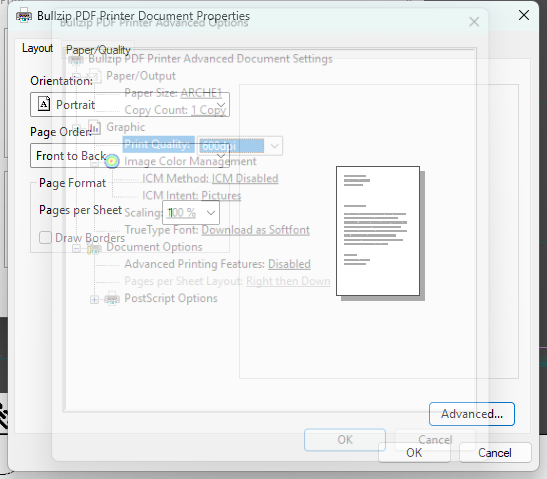 Bullzip PDF Printer Document Properties
Bullzip PDF Printer Advanced Options
Layout
Paper/Quality
Bullzip PDF Printer Advanced Document Settings
Orientation:
Paper/Output
Portrait
Paper Size: ARCHE1
Copy Count: 1 Copy
Page Order:
Graphic
Front to Back
Print Quality: 600dpi
Image Color Management
Page Format
ICM Method: ICM Disabled
ICM Intent: Pictures
Pages per Sheet
1
Scaling: 100 %
Draw Borders
TrueType Font: Download as Softfont
Document Options
Advanced Printing Features: Disabled
Pages per Sheet Layout: Right then Down
PostScript Options
Advanced...
OK
Cancel
OK
Cancel